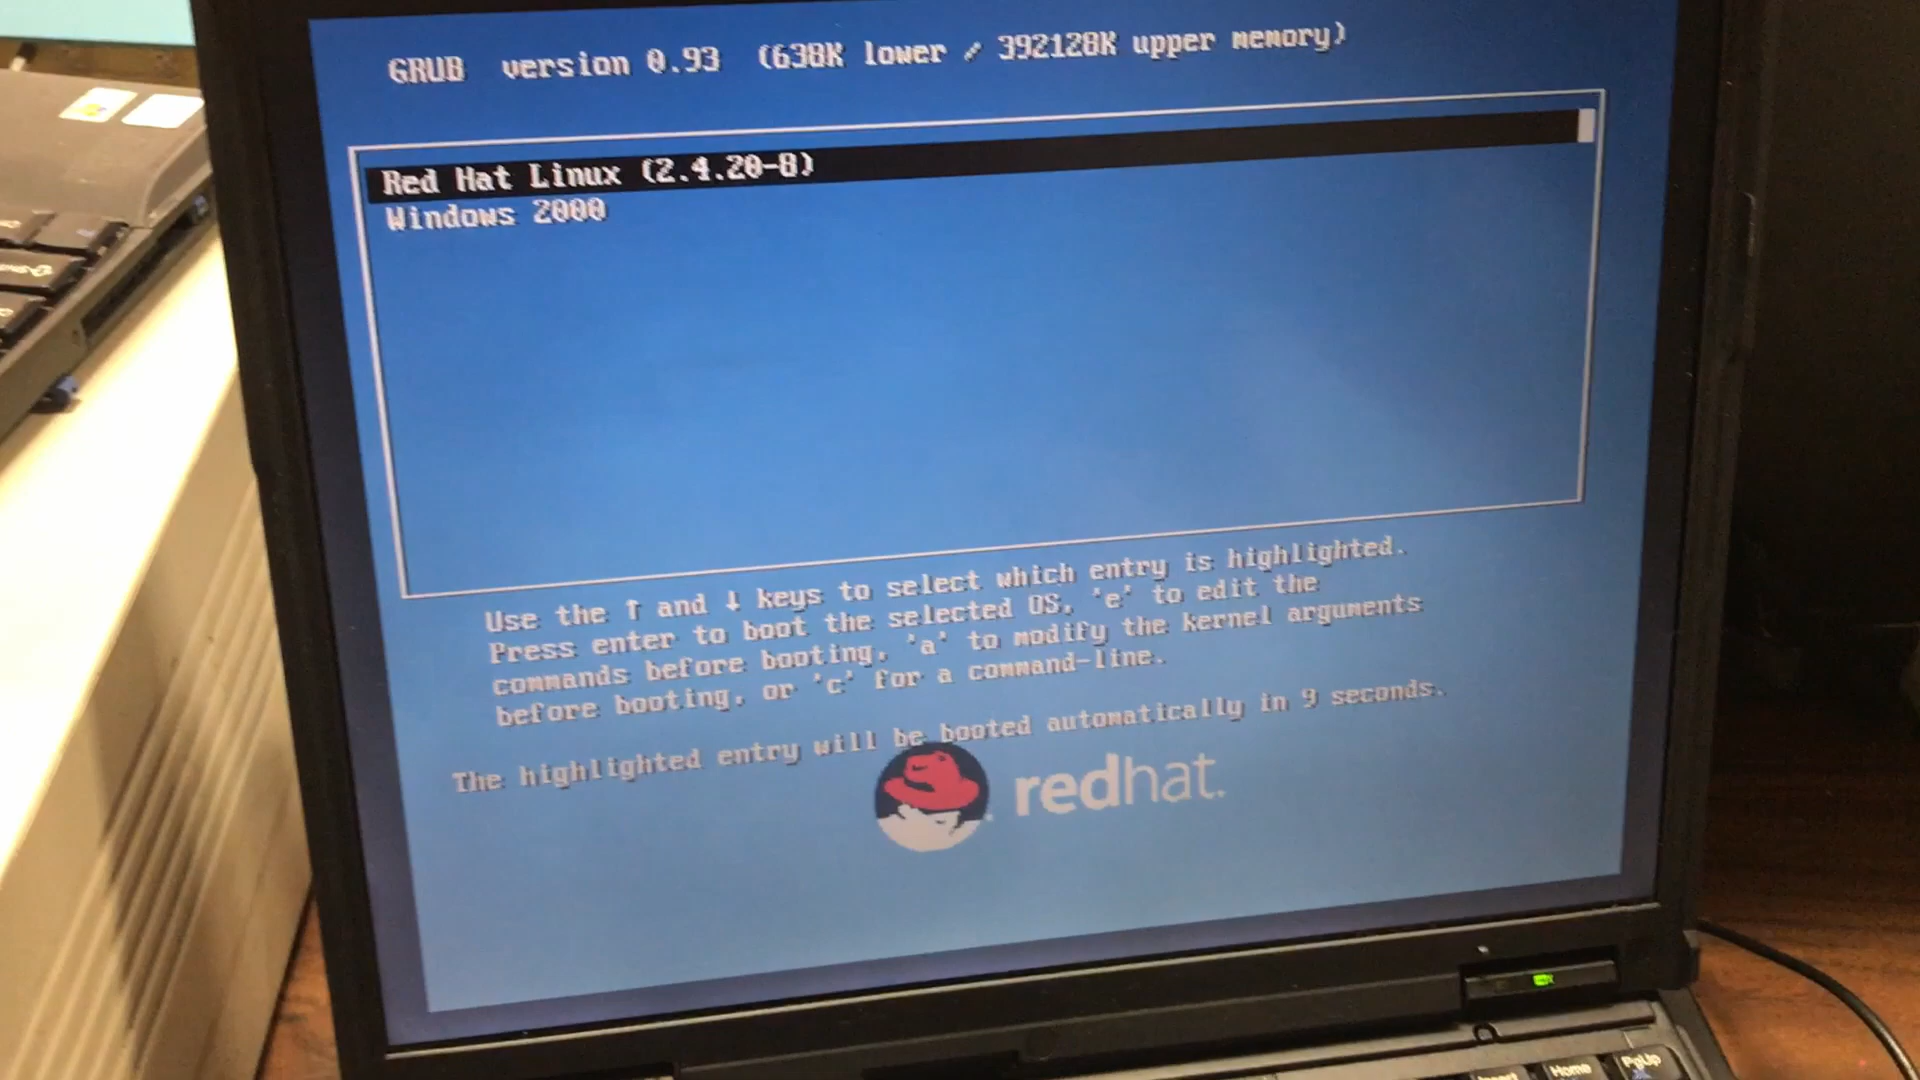 GRUB version 0.93 (638K lower / 392128K upper memory)
Red Hat Linux (2.4.20-8)
Windows 2000
Use the ↑ and ↓ keys to select which entry is highlighted.
Press enter to boot the selected OS, 'e' to edit the
commands before booting, 'a' to modify the kernel arguments
before booting, or 'c' for a command-line.
The highlighted entry will be booted automatically in 9 seconds.
redhat.
Home
PgUp